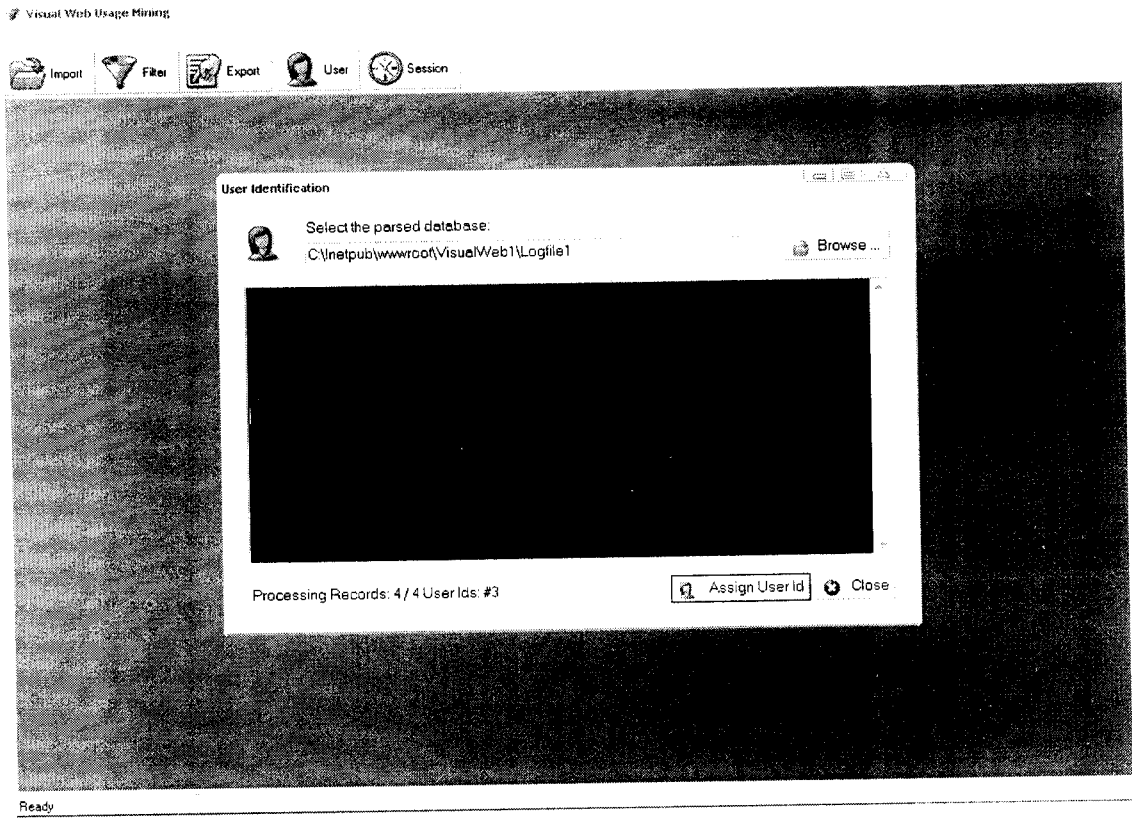 Visual Web Usage Mining
Import Filter Export User Session
User Identification
Select the parsed database:
C:\Inetpub\wwwroot\VisualWeb1\Logfile1
Browse ...
Processing Records: 4 / 4 User Ids: #3
Assign User Id
Close
Ready